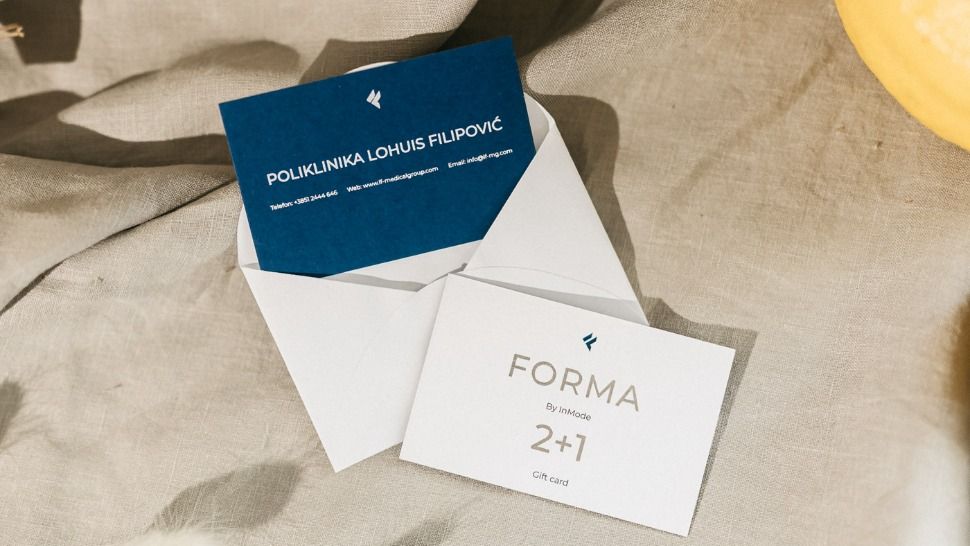 POLIKLINIKA LOHUIS FILIPOVIĆ
Telefon: +385) 2444 646 Web: www.lf-medicalgroup.com Email: info@lf-mg.com
FORMA
By InMode
2+1
Gift card